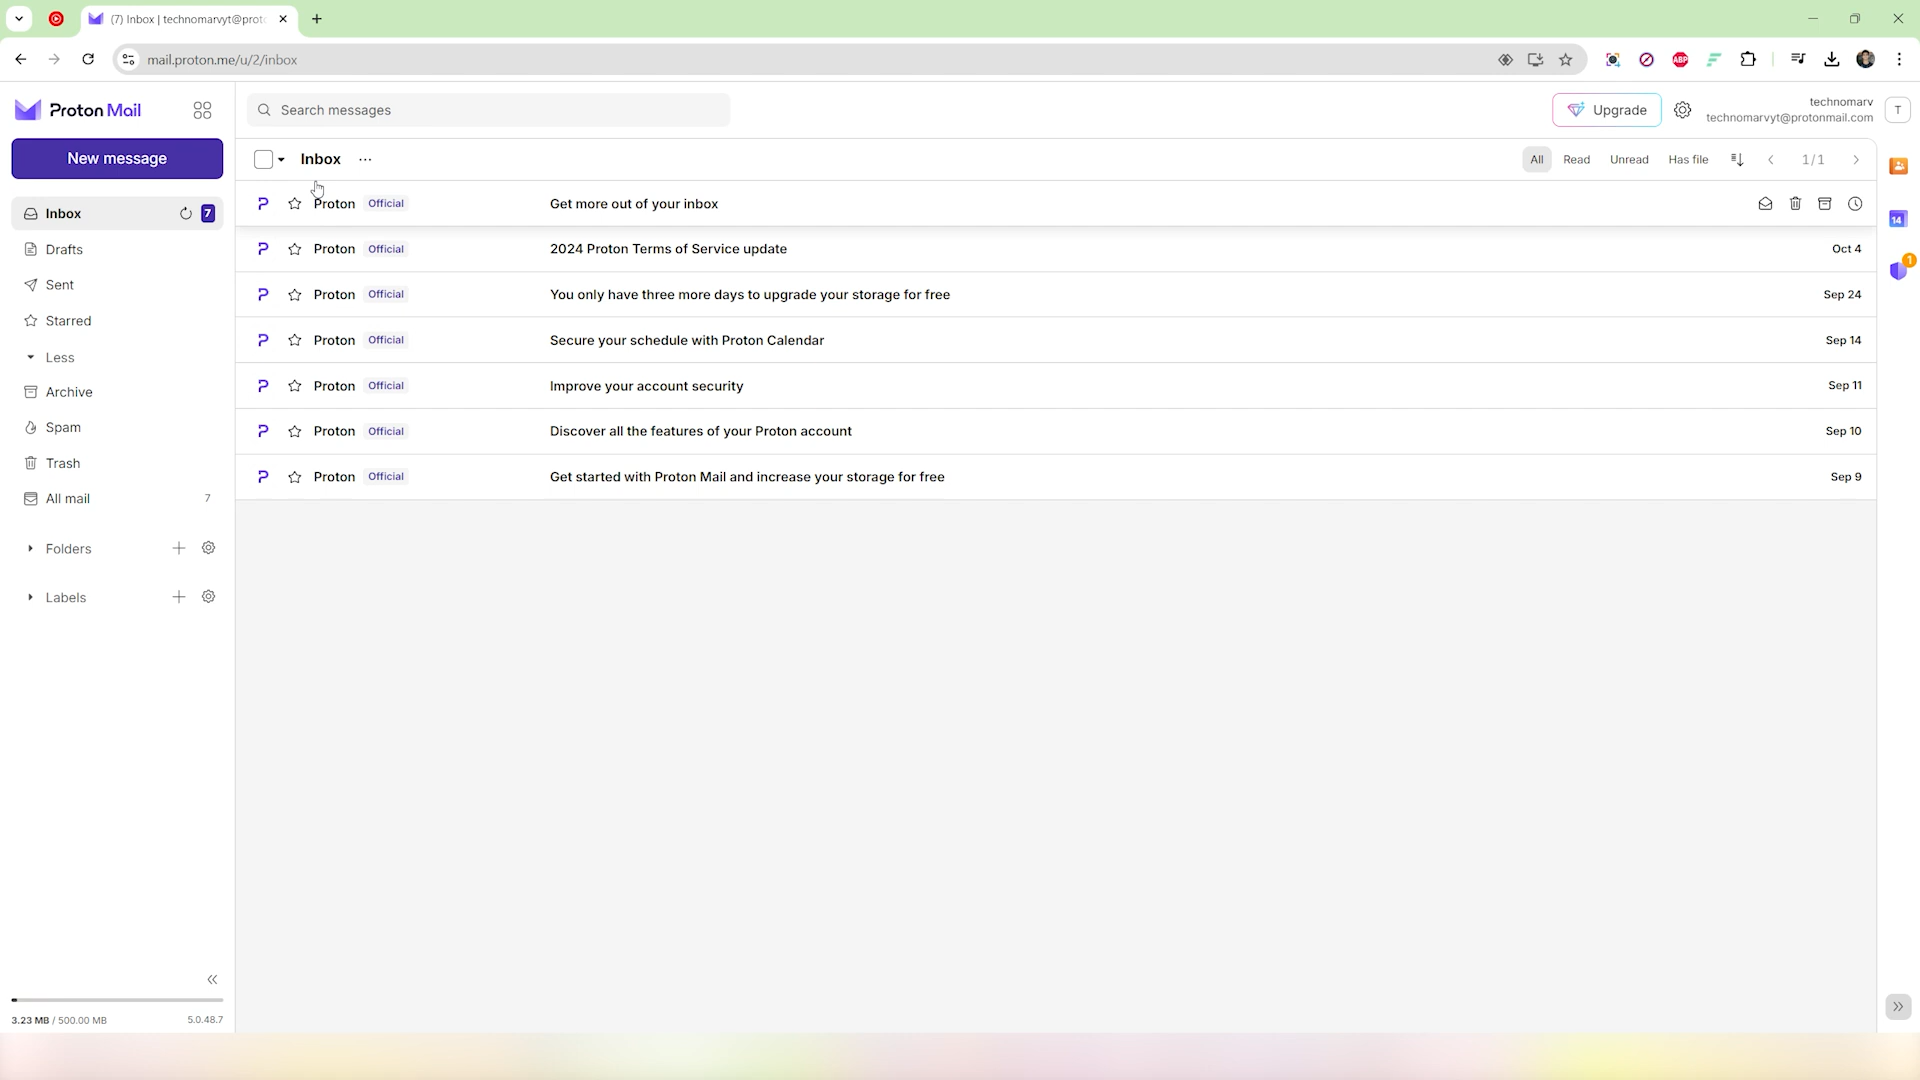 (7) Inbox | technomarvyt@prot
mail.proton.me/u/2/inbox
ABP
Proton Mail
Search messages
Upgrade
technomarv
technomarvyt@protonmail.com
T
New message
Inbox
All
Read
Unread
Has file
1/1
Inbox
7
Proton Official Get more out of your inbox
14
Drafts
Proton Official 2024 Proton Terms of Service update Oct 4
1
Sent
Proton Official You only have three more days to upgrade your storage for free Sep 24
Starred
Proton Official Secure your schedule with Proton Calendar Sep 14
Less
Proton Official Improve your account security Sep 11
Archive
Proton Official Discover all the features of your Proton account Sep 10
Spam
Trash
Proton Official Get started with Proton Mail and increase your storage for free Sep 9
All mail 7
Folders
Labels
3.23 MB / 500.00 MB 5.0.48.7